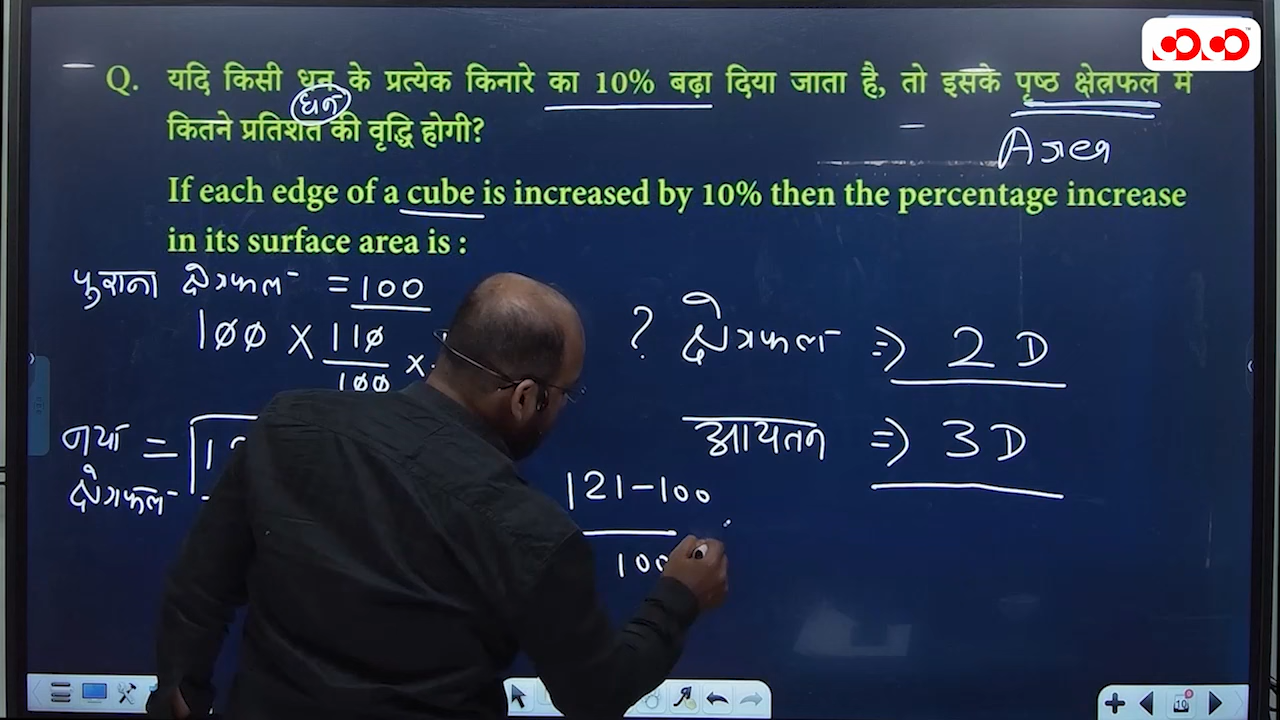 Q. यदि किसी धन के प्रत्येक किनारे का 10% बढ़ा दिया जाता है, तो इसके पृष्ठ क्षेत्रफल में
घन
कितने प्रतिशत की वृद्धि होगी?
Area
If each edge of a cube is increased by 10% then the percentage increase
in its surface area is :
पुराना क्षेत्रफल = 100
100 × 110/100 ×
? क्षेत्रफल => 2D
आयतन => 3D
नया क्षेत्रफल =
121-100
100